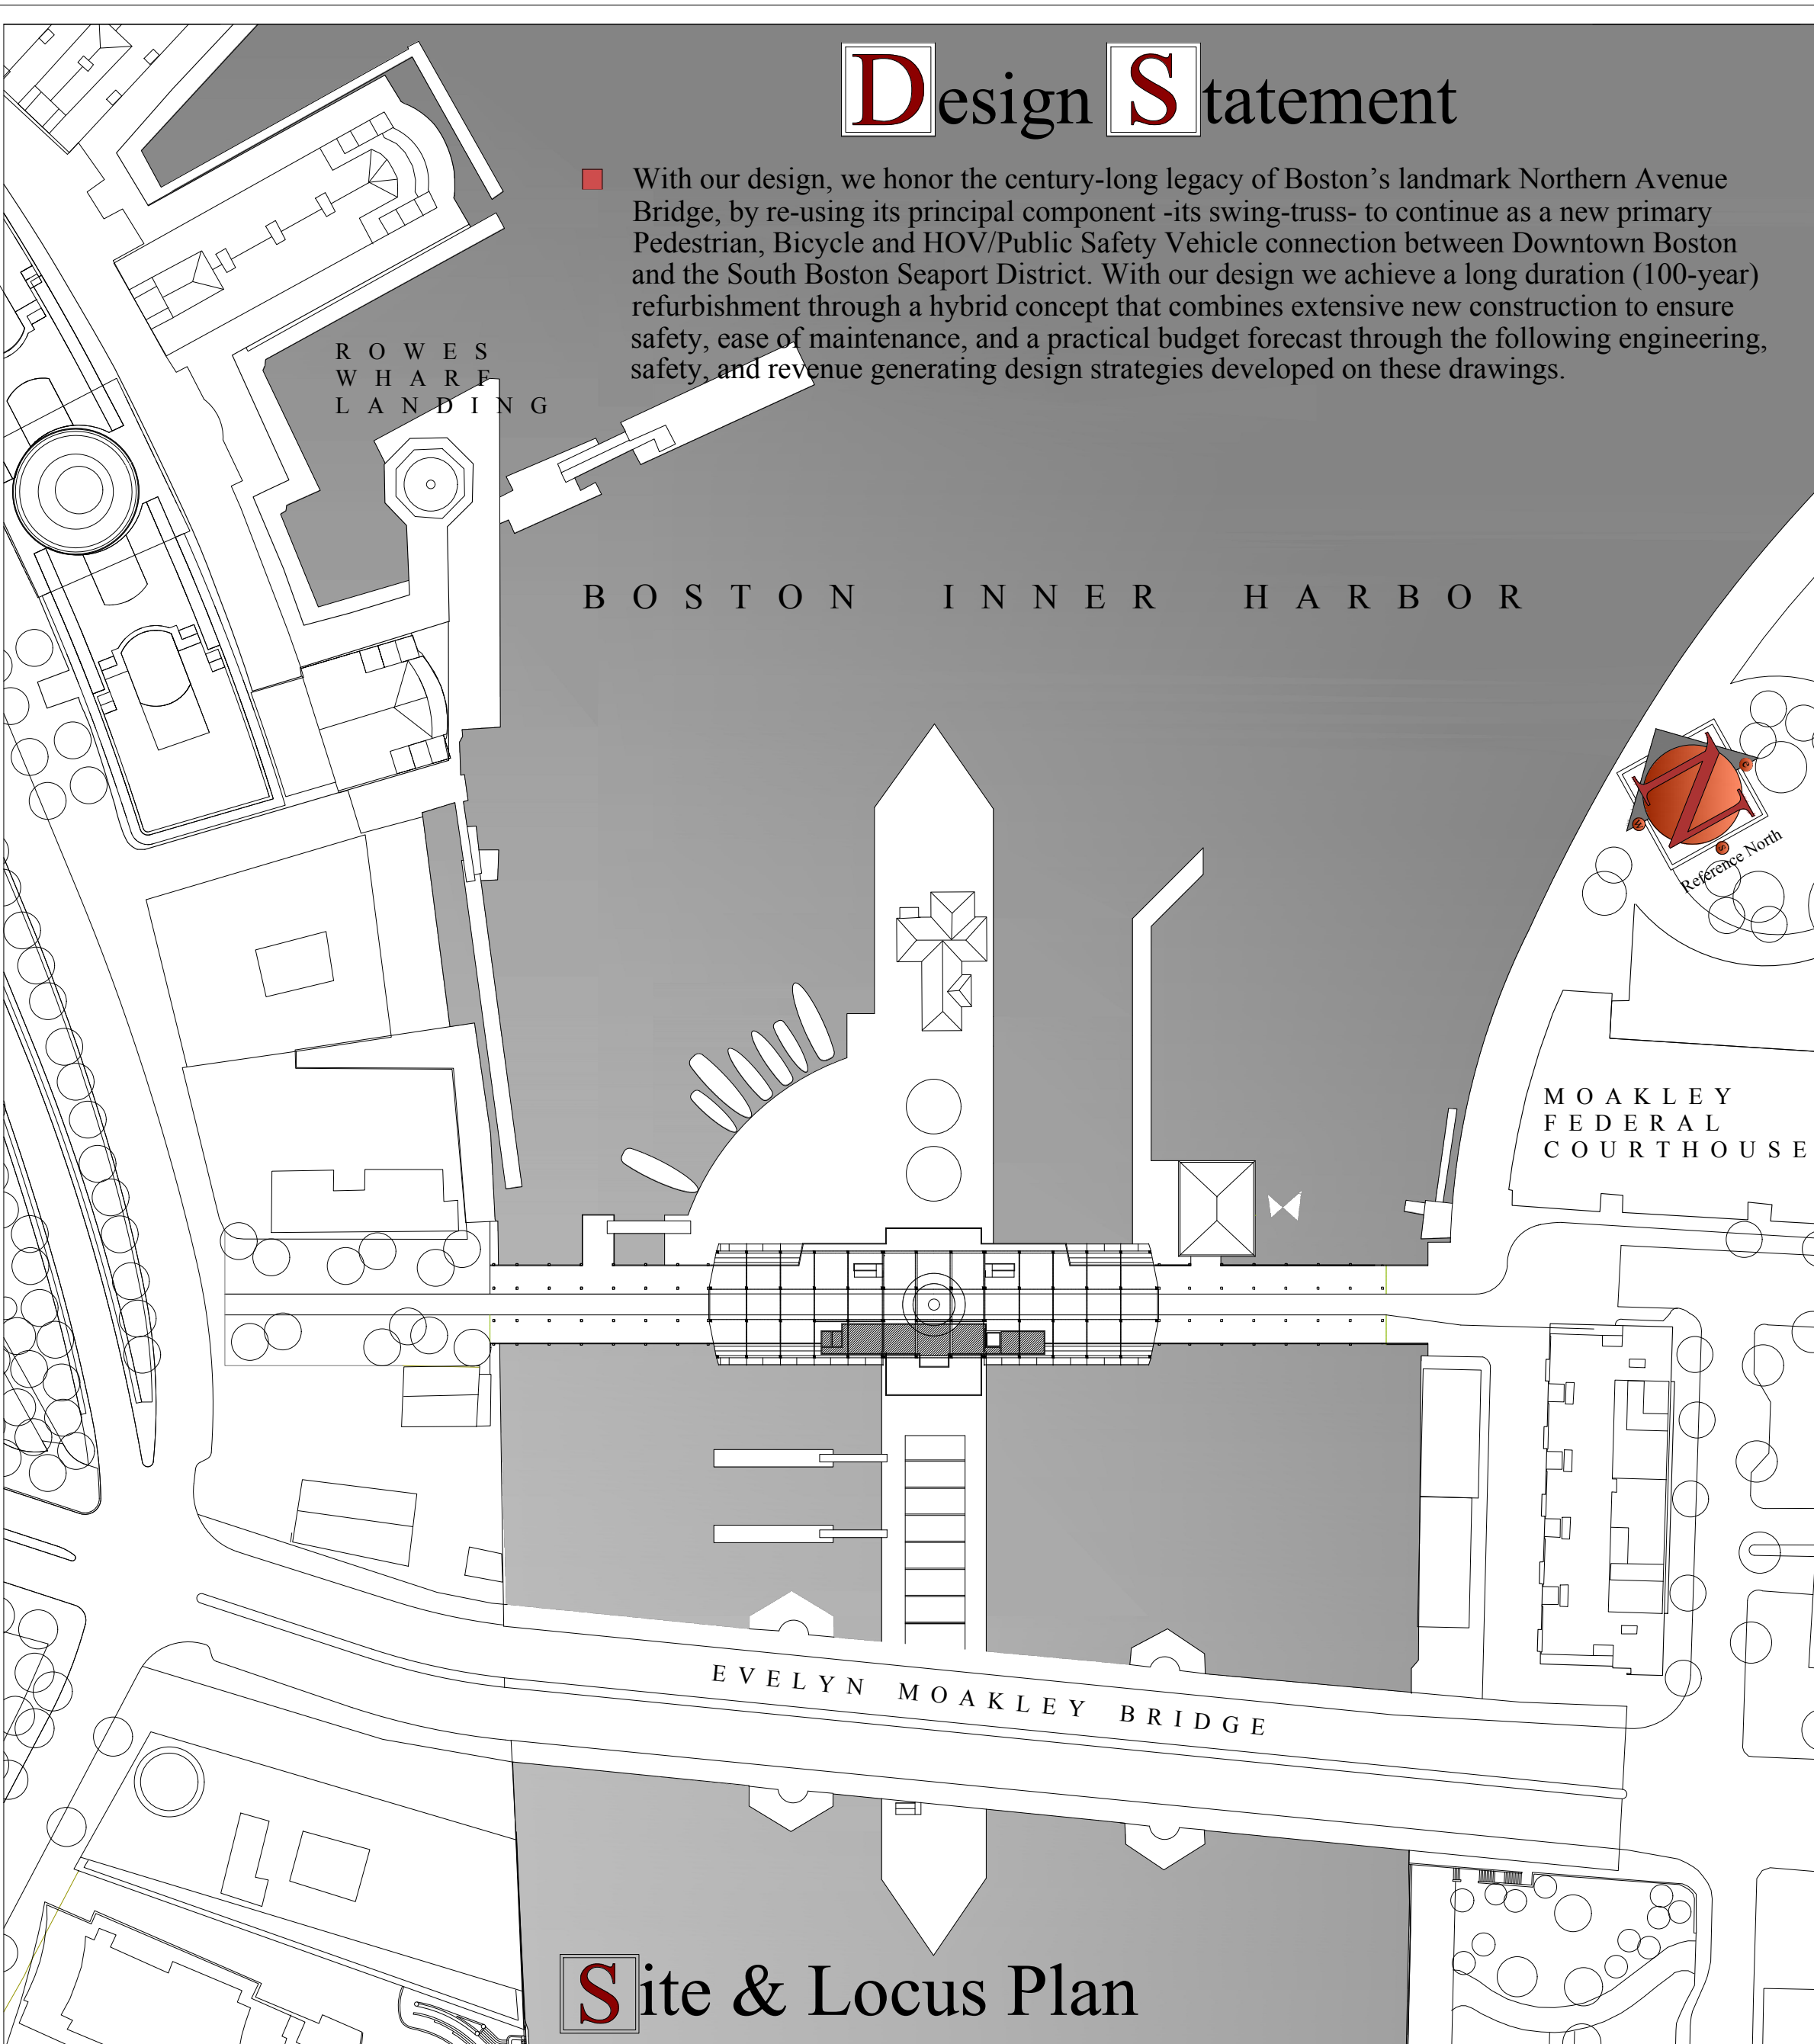 Design Statement
With our design, we honor the century-long legacy of Boston’s landmark Northern Avenue
Bridge, by re-using its principal component -its swing-truss- to continue as a new primary
Pedestrian, Bicycle and HOV/Public Safety Vehicle connection between Downtown Boston
and the South Boston Seaport District. With our design we achieve a long duration (100-year)
refurbishment through a hybrid concept that combines extensive new construction to ensure
safety, ease of maintenance, and a practical budget forecast through the following engineering,
safety, and revenue generating design strategies developed on these drawings.
ROWES
WHARF
LANDING
BOSTON INNER HARBOR
N
Reference North
MOAKLEY
FEDERAL
COURTHOUSE
EVELYN MOAKLEY BRIDGE
Site & Locus Plan